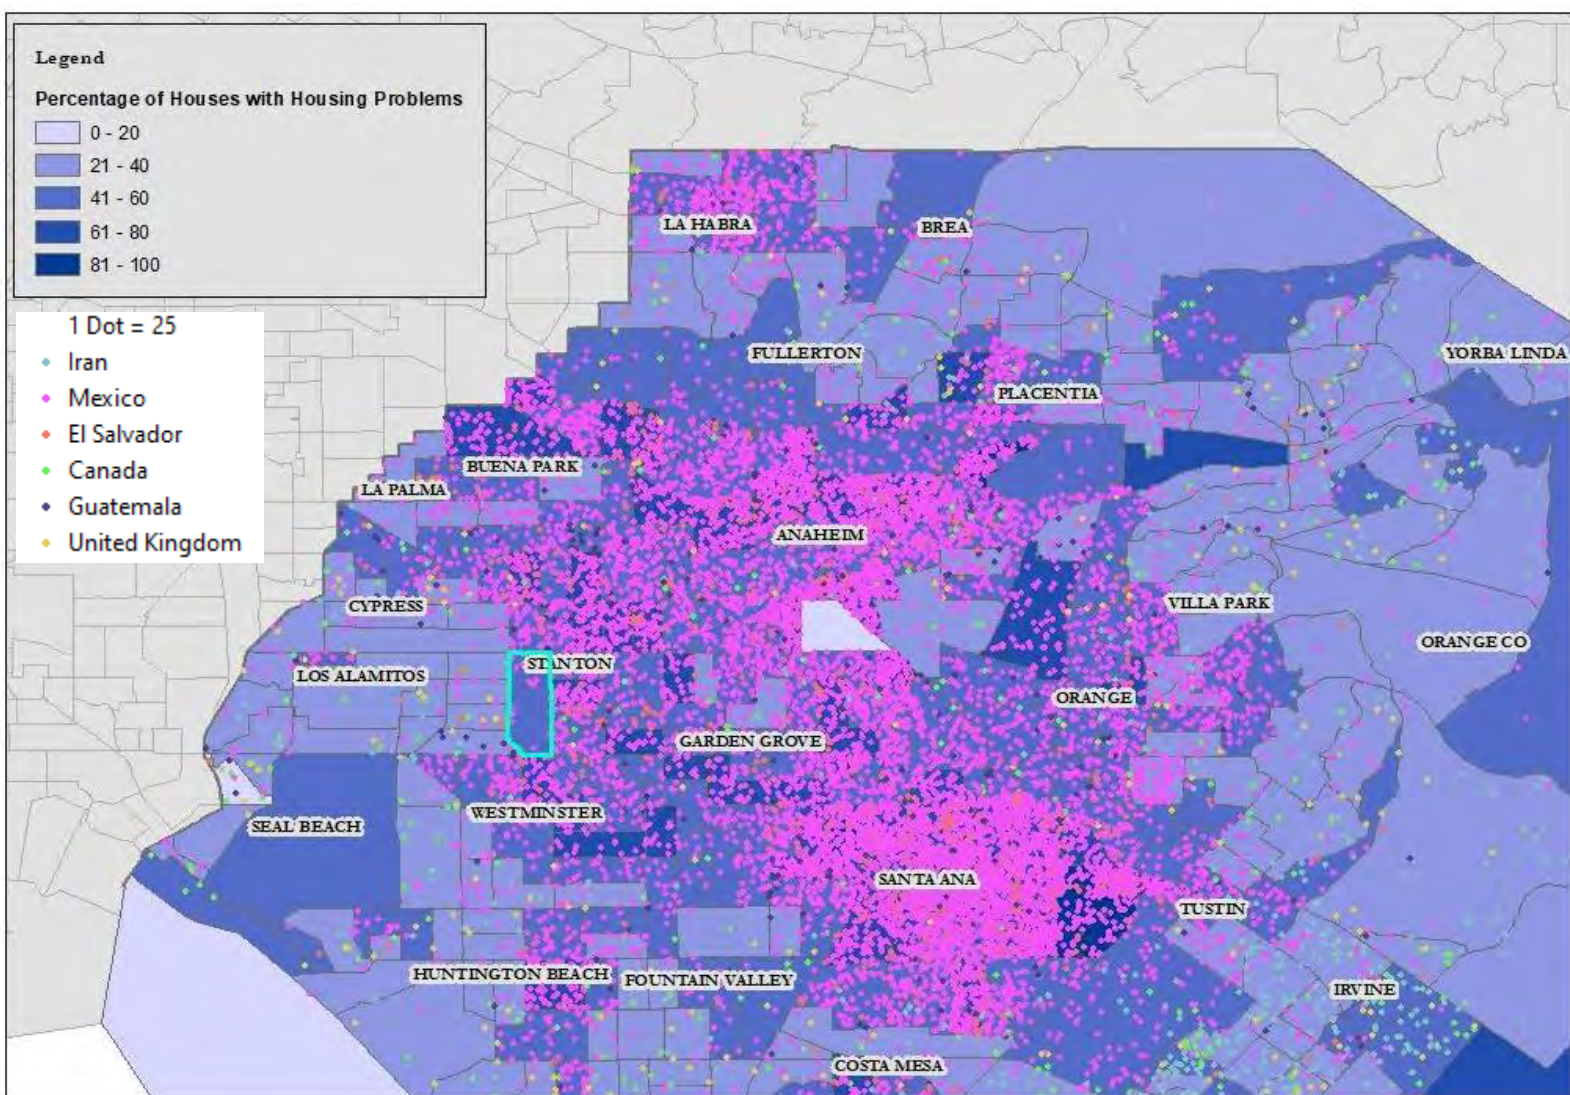 Legend
Percentage of Houses with Housing Problems
0 - 20
21 - 40
41 - 60
61 - 80
81 - 100
1 Dot = 25
Iran
Mexico
El Salvador
Canada
Guatemala
United Kingdom
LA HABRA
BREA
FULLERTON
YORBA LINDA
PLACENTIA
BUENA PARK
LA PALMA
ANAHEIM
CYPRESS
VILLA PARK
ORANGE CO
STANTON
LOS ALAMITOS
ORANGE
GARDEN GROVE
WESTMINSTER
SEAL BEACH
SANTA ANA
TUSTIN
HUNTINGTON BEACH
FOUNTAIN VALLEY
IRVINE
COSTA MESA